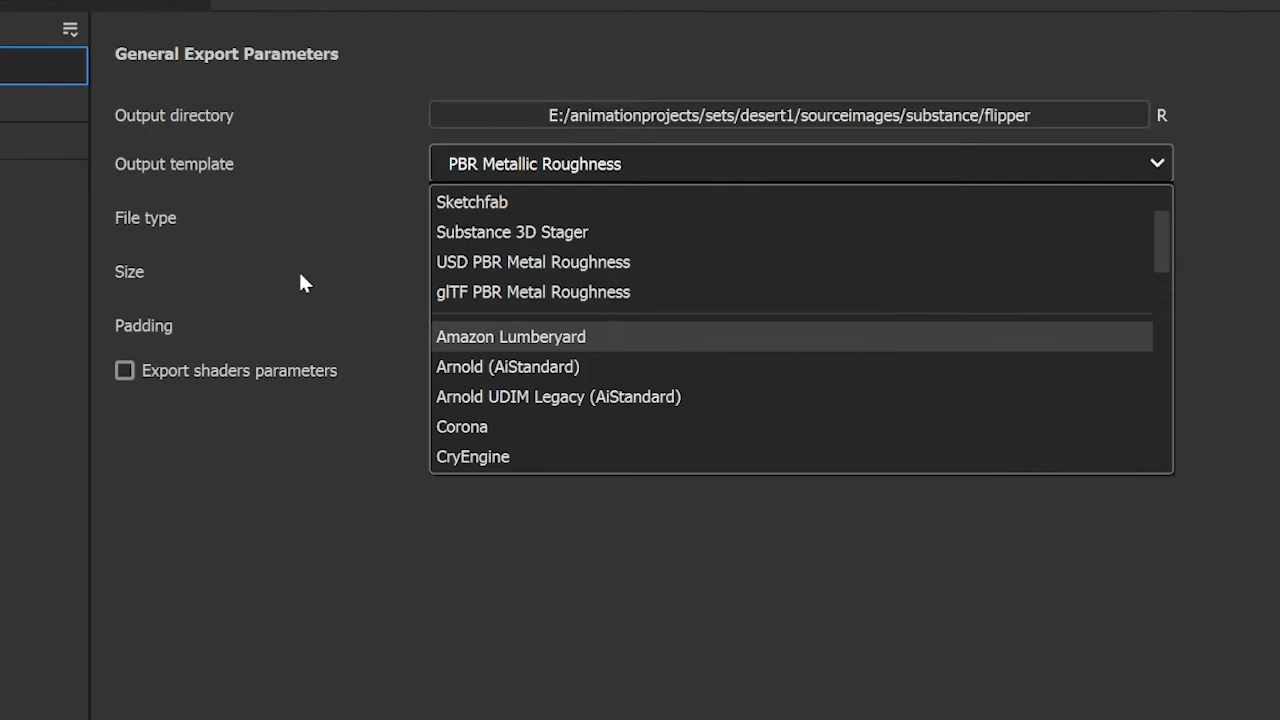 General Export Parameters
Output directory
E:/animationprojects/sets/desert1/sourceimages/substance/flipper
R
Output template
PBR Metallic Roughness
File type
Size
Padding
Export shaders parameters
Sketchfab
Substance 3D Stager
USD PBR Metal Roughness
glTF PBR Metal Roughness
Amazon Lumberyard
Arnold (AiStandard)
Arnold UDIM Legacy (AiStandard)
Corona
CryEngine